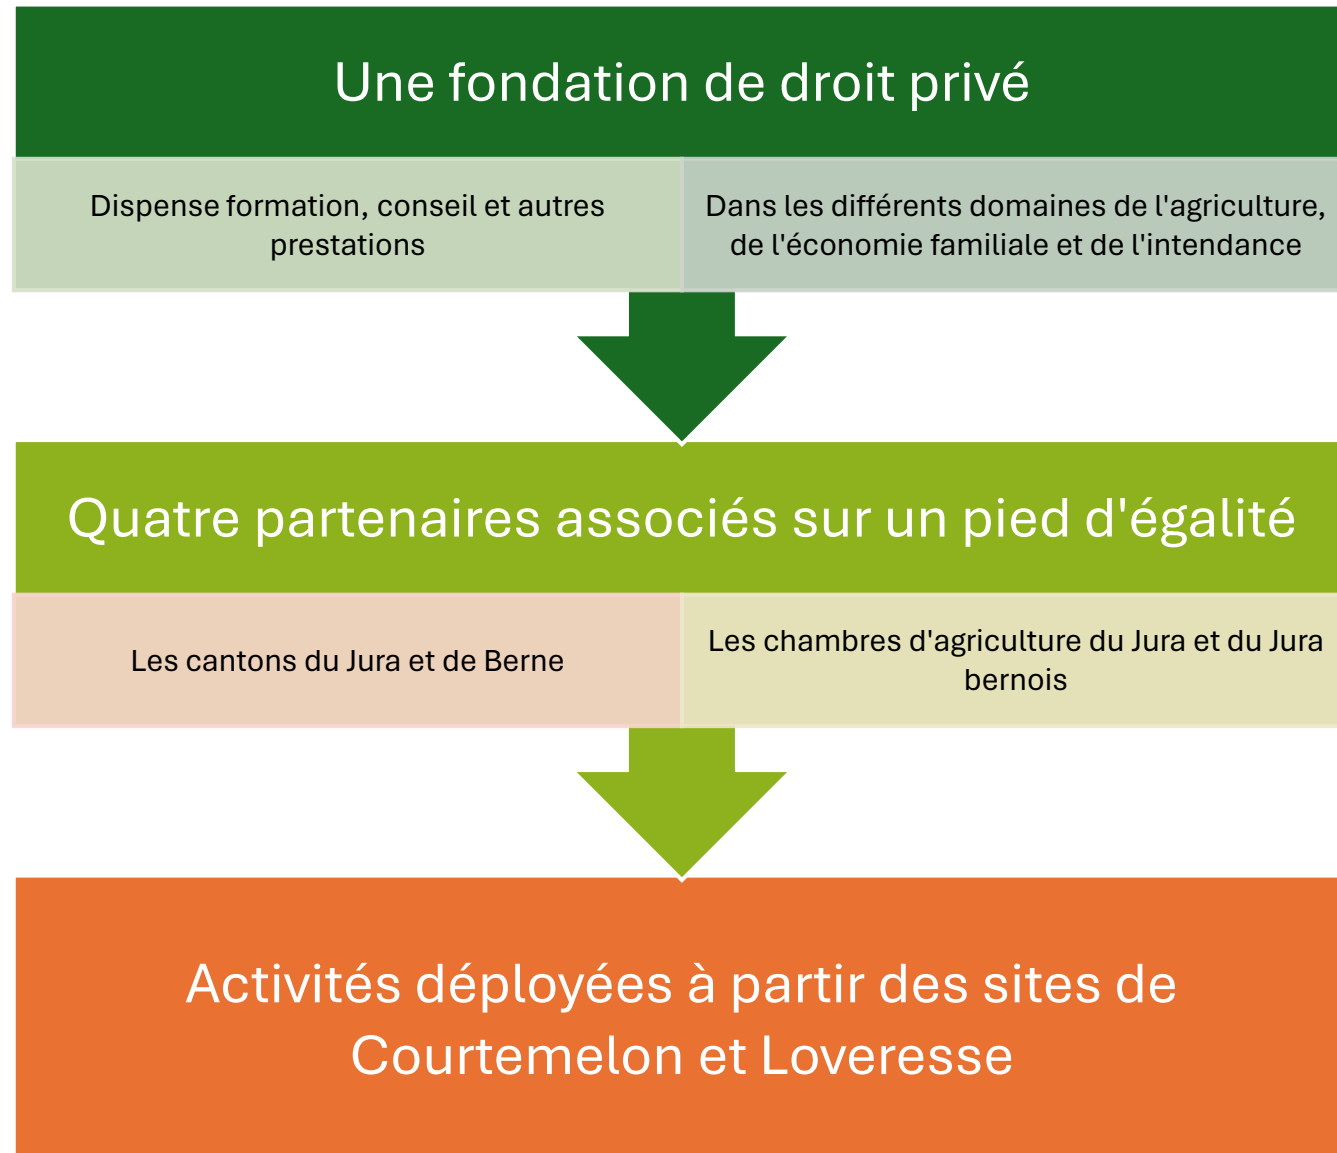 Une fondation de droit privé
Dispense formation, conseil et autres
prestations
Dans les différents domaines de l'agriculture,
de l'économie familiale et de l'intendance
Quatre partenaires associés sur un pied d'égalité
Les cantons du Jura et de Berne
Les chambres d'agriculture du Jura et du Jura
bernois
Activités déployées à partir des sites de
Courtemelon et Loveresse